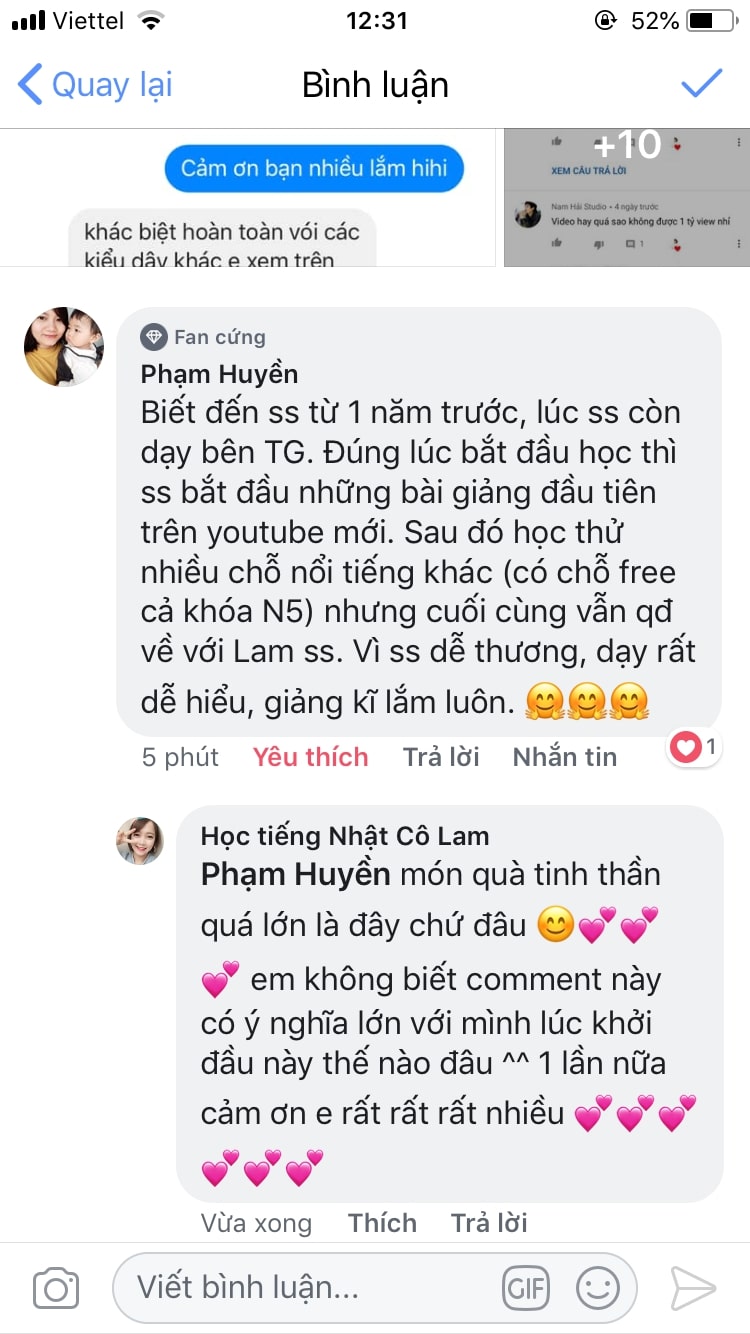 Viettel 12:31 52%
Quay lại Bình luận
Cảm ơn bạn nhiều lắm hihi
khác biệt hoàn toàn vói các
kiểu dây khác e xem trên
+10
XEM CÂU TRẢ LỜI
Nam Hải Studio • 4 ngày trước
Video hay quá sao không được 1 tỷ view nhỉ
1
Fan cứng
Phạm Huyền
Biết đến ss từ 1 năm trước, lúc ss còn
dạy bên TG. Đúng lúc bắt đầu học thì
ss bắt đầu những bài giảng đầu tiên
trên youtube mới. Sau đó học thử
nhiều chỗ nổi tiếng khác (có chỗ free
cả khóa N5) nhưng cuối cùng vẫn qđ
về với Lam ss. Vì ss dễ thương, dạy rất
dễ hiểu, giảng kĩ lắm luôn. 🤗🤗🤗
5 phút Yêu thích Trả lời Nhắn tin 1
Học tiếng Nhật Cô Lam
Phạm Huyền món quà tinh thần
quá lớn là đây chứ đâu 😊💕💕
💕 em không biết comment này
có ý nghĩa lớn với mình lúc khởi
đầu này thế nào đâu ^^ 1 lần nữa
cảm ơn e rất rất rất nhiều 💕💕💕
💕💕💕
Vừa xong Thích Trả lời
Viết bình luận... GIF